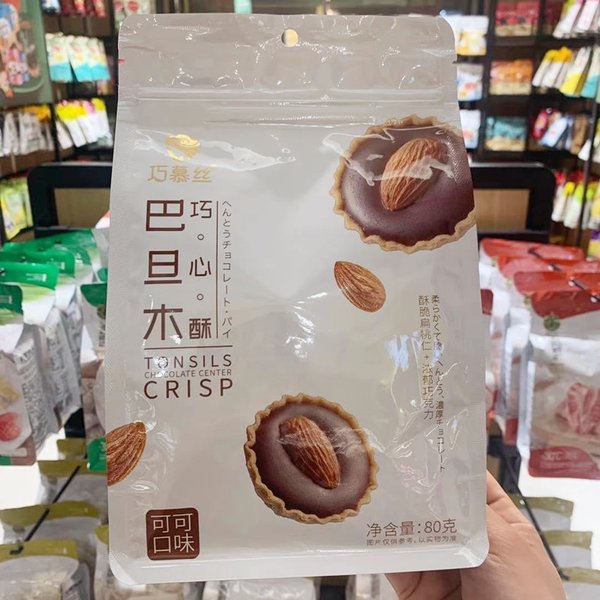 巧慕丝
巴旦木
巧。心。酥
へんとうチョコレート・パイ
TONSILS
CHOCOLATE CENTER
CRISP
酥脆扁桃仁+浓郁巧克力
可可
口味
净含量:80克
图片仅供参考，以实物为准